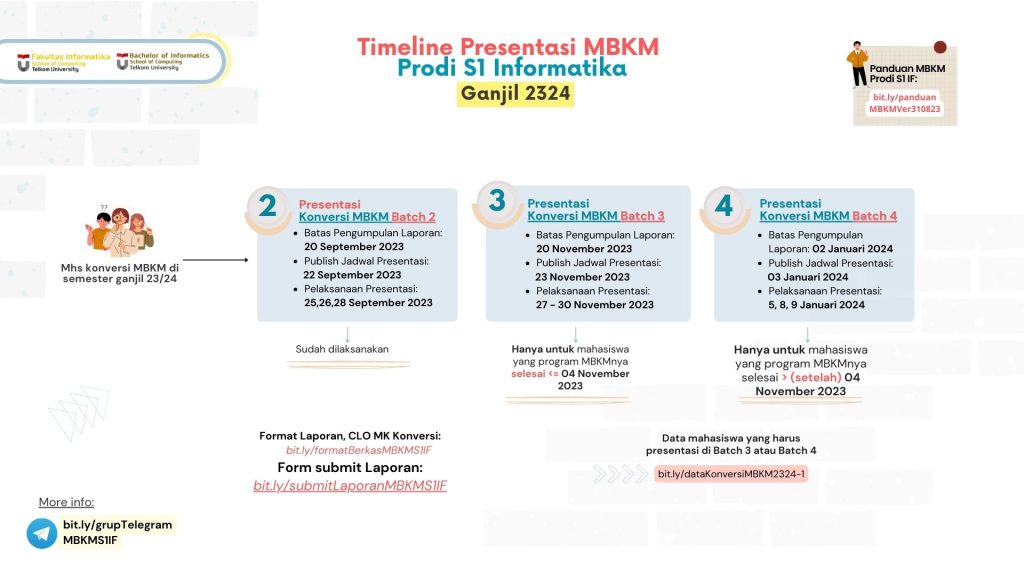 Fakultas Informatika
School of Computing
Telkom University
Bachelor of Informatics
School of Computing
Telkom University
Timeline Presentasi MBKM
Prodi S1 Informatika
Ganjil 2324
Panduan MBKM
Prodi S1 IF:
bit.ly/panduan
MBKMVer310823
??
Mhs konversi MBKM di
semester ganjil 23/24
2
Presentasi
Konversi MBKM Batch 2
• Batas Pengumpulan Laporan:
20 September 2023
• Publish Jadwal Presentasi:
22 September 2023
• Pelaksanaan Presentasi:
25,26,28 September 2023
Sudah dilaksanakan
3
Presentasi
Konversi MBKM Batch 3
• Batas Pengumpulan Laporan:
20 November 2023
• Publish Jadwal Presentasi:
23 November 2023
• Pelaksanaan Presentasi:
27 - 30 November 2023
Hanya untuk mahasiswa
yang program MBKMnya
selesai <= 04 November
2023
4
Presentasi
Konversi MBKM Batch 4
• Batas Pengumpulan
Laporan: 02 Januari 2024
• Publish Jadwal Presentasi:
03 Januari 2024
• Pelaksanaan Presentasi:
5, 8, 9 Januari 2024
Hanya untuk mahasiswa
yang program MBKMnya
selesai > (setelah) 04
November 2023
Format Laporan, CLO MK Konversi:
bit.ly/formatBerkasMBKMS1IF
Form submit Laporan:
bit.ly/submitLaporanMBKMS1IF
Data mahasiswa yang harus
presentasi di Batch 3 atau Batch 4
bit.ly/dataKonversiMBKM2324-1
More info:
bit.ly/grupTelegram
MBKMS1IF